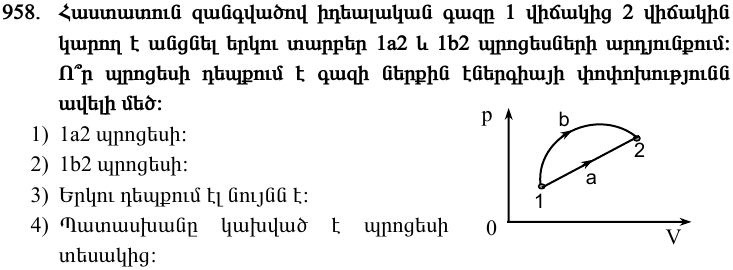 958. Հաստատուն զանգվածով իդեալական գազը 1 վիճակից 2 վիճակին
կարող է անցնել երկու տարբեր 1a2 և 1b2 պրոցեսների արդյունքում:
Ո՞ր պրոցեսի դեպքում է գազի ներքին էներգիայի փոփոխությունն
ավելի մեծ:
1) 1a2 պրոցեսի:
2) 1b2 պրոցեսի:
3) Երկու դեպքում էլ նույնն է:
4) Պատասխանը կախված է պրոցեսի
տեսակից:
p
b
2
a
1
0
V